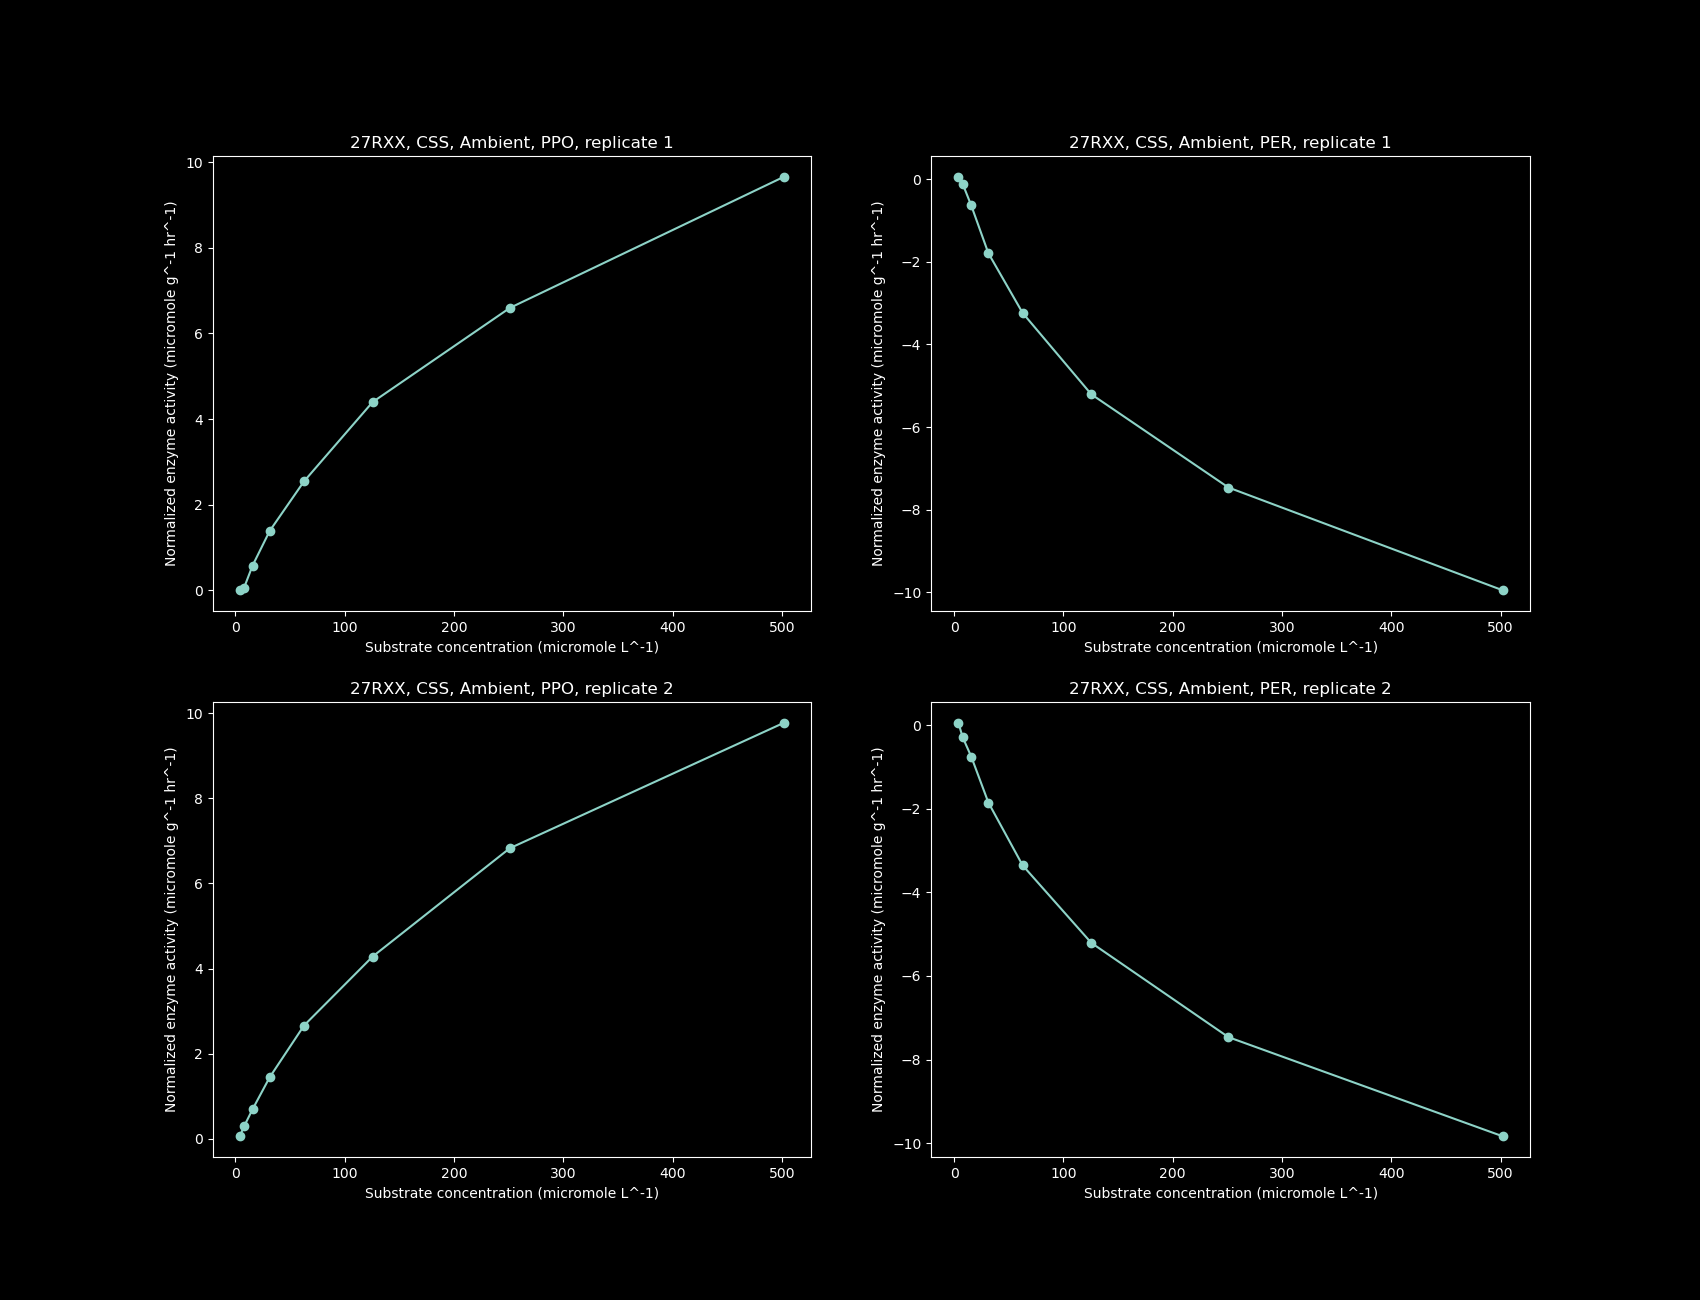 27RXX, CSS, Ambient, PPO, replicate 1
Normalized enzyme activity (micromole g^-1 hr^-1)
10
8
6
4
2
0
0 100 200 300 400 500
Substrate concentration (micromole L^-1)
27RXX, CSS, Ambient, PER, replicate 1
Normalized enzyme activity (micromole g^-1 hr^-1)
0
−2
−4
−6
−8
−10
0 100 200 300 400 500
Substrate concentration (micromole L^-1)
27RXX, CSS, Ambient, PPO, replicate 2
Normalized enzyme activity (micromole g^-1 hr^-1)
10
8
6
4
2
0
0 100 200 300 400 500
Substrate concentration (micromole L^-1)
27RXX, CSS, Ambient, PER, replicate 2
Normalized enzyme activity (micromole g^-1 hr^-1)
0
−2
−4
−6
−8
−10
0 100 200 300 400 500
Substrate concentration (micromole L^-1)